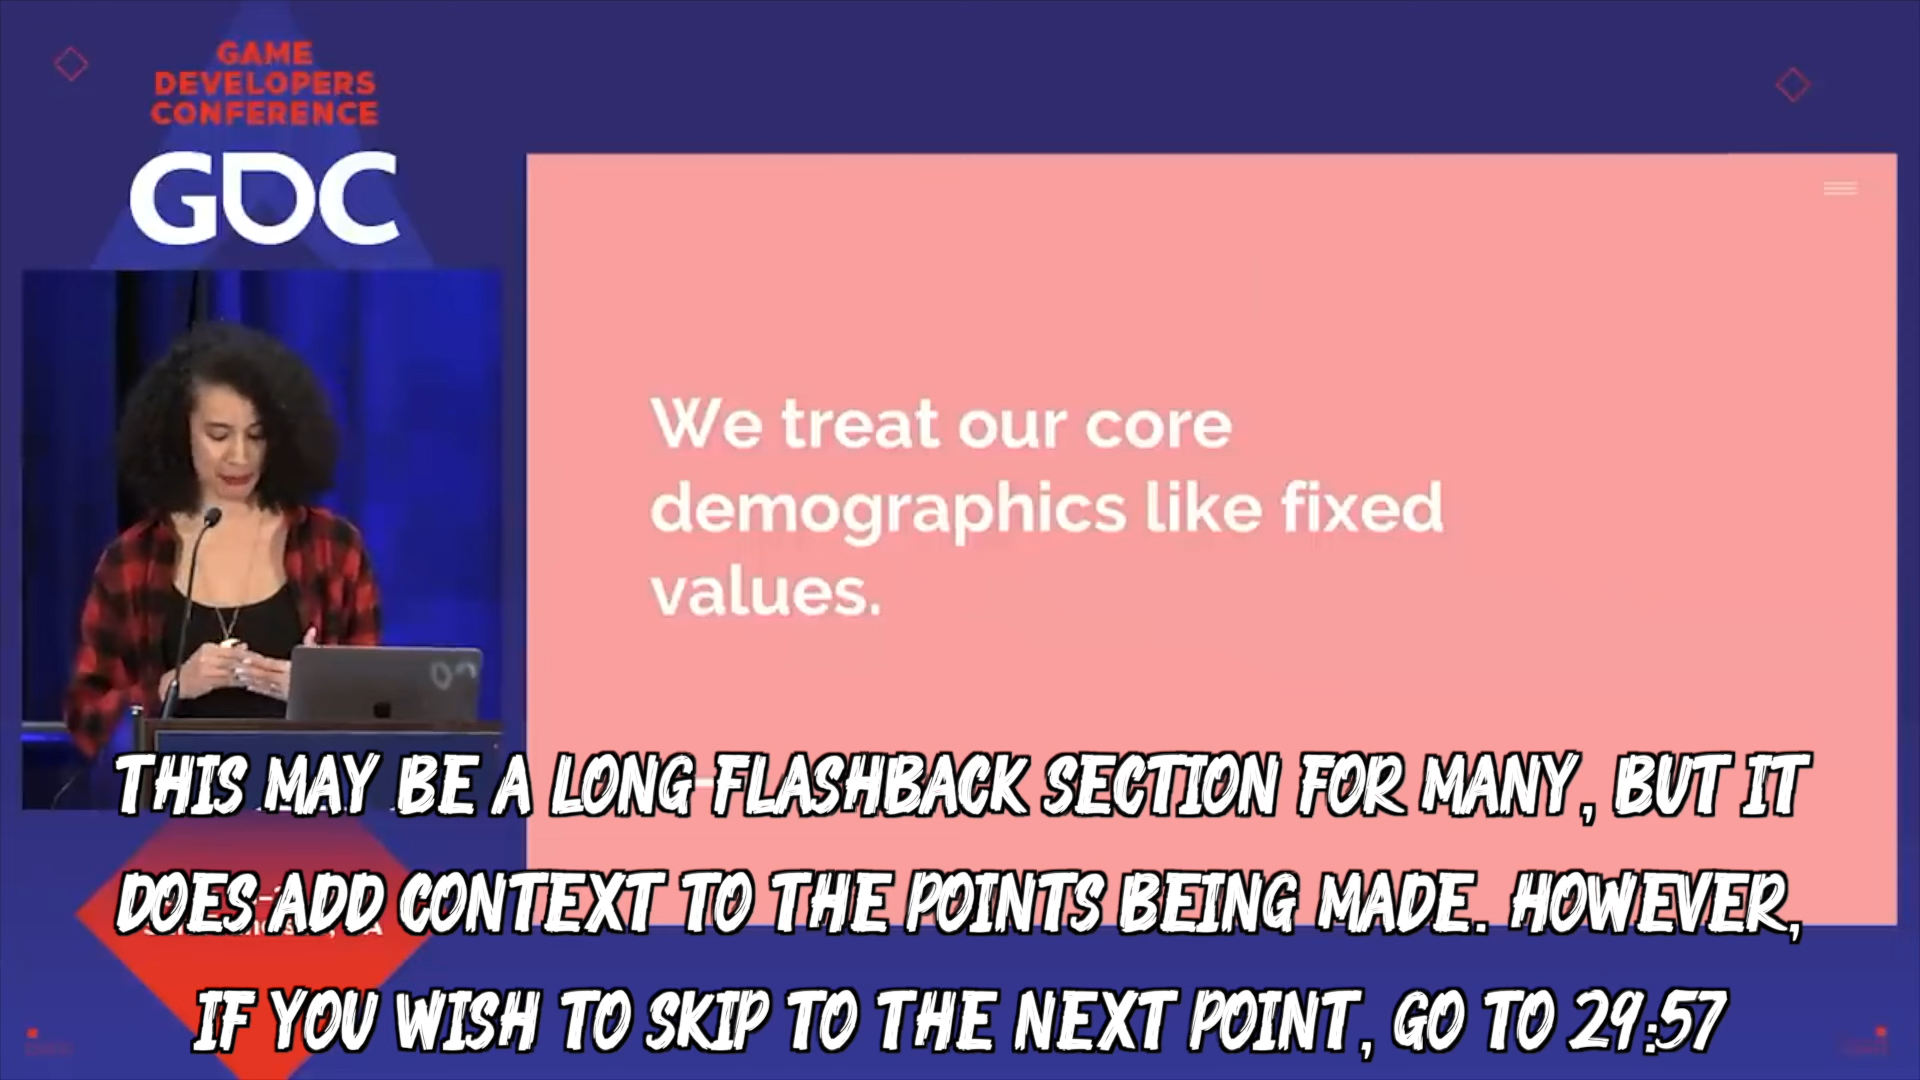 GAME
DEVELOPERS
CONFERENCE
GDC
We treat our core
demographics like fixed
values.
THIS MAY BE A LONG FLASHBACK SECTION FOR MANY, BUT IT
DOES ADD CONTEXT TO THE POINTS BEING MADE. HOWEVER,
IF YOU WISH TO SKIP TO THE NEXT POINT, GO TO 29:57